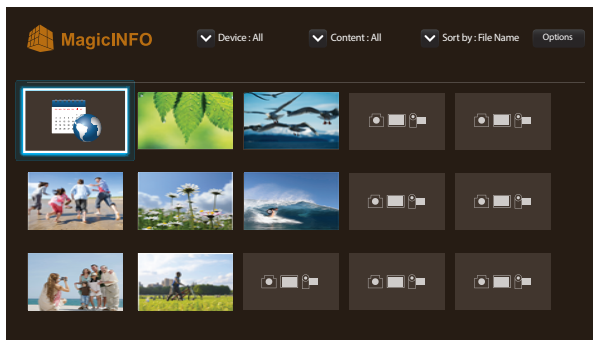 MagicINFO
Device : All
Content : All
Sort by : File Name
Options